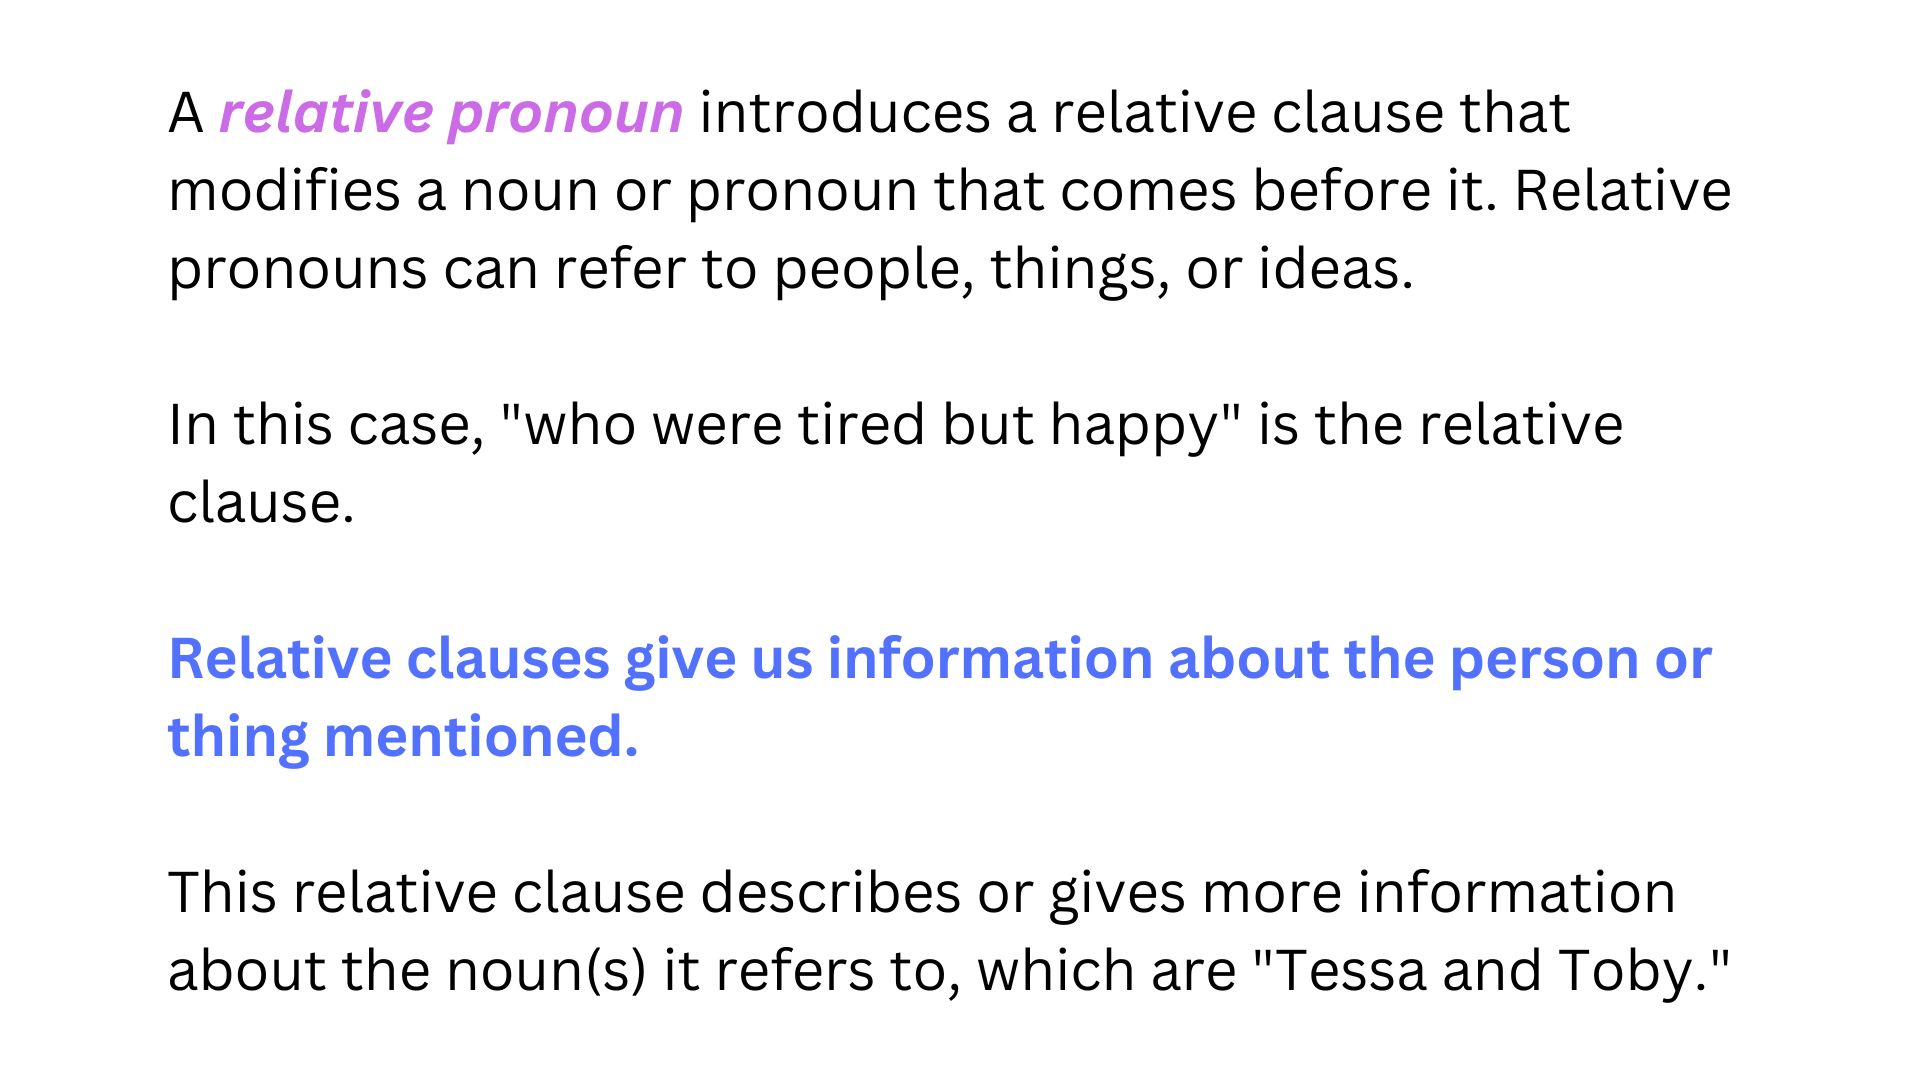 A relative pronoun introduces a relative clause that
modifies a noun or pronoun that comes before it. Relative
pronouns can refer to people, things, or ideas.
In this case, "who were tired but happy" is the relative
clause.
Relative clauses give us information about the person or
thing mentioned.
This relative clause describes or gives more information
about the noun(s) it refers to, which are "Tessa and Toby."